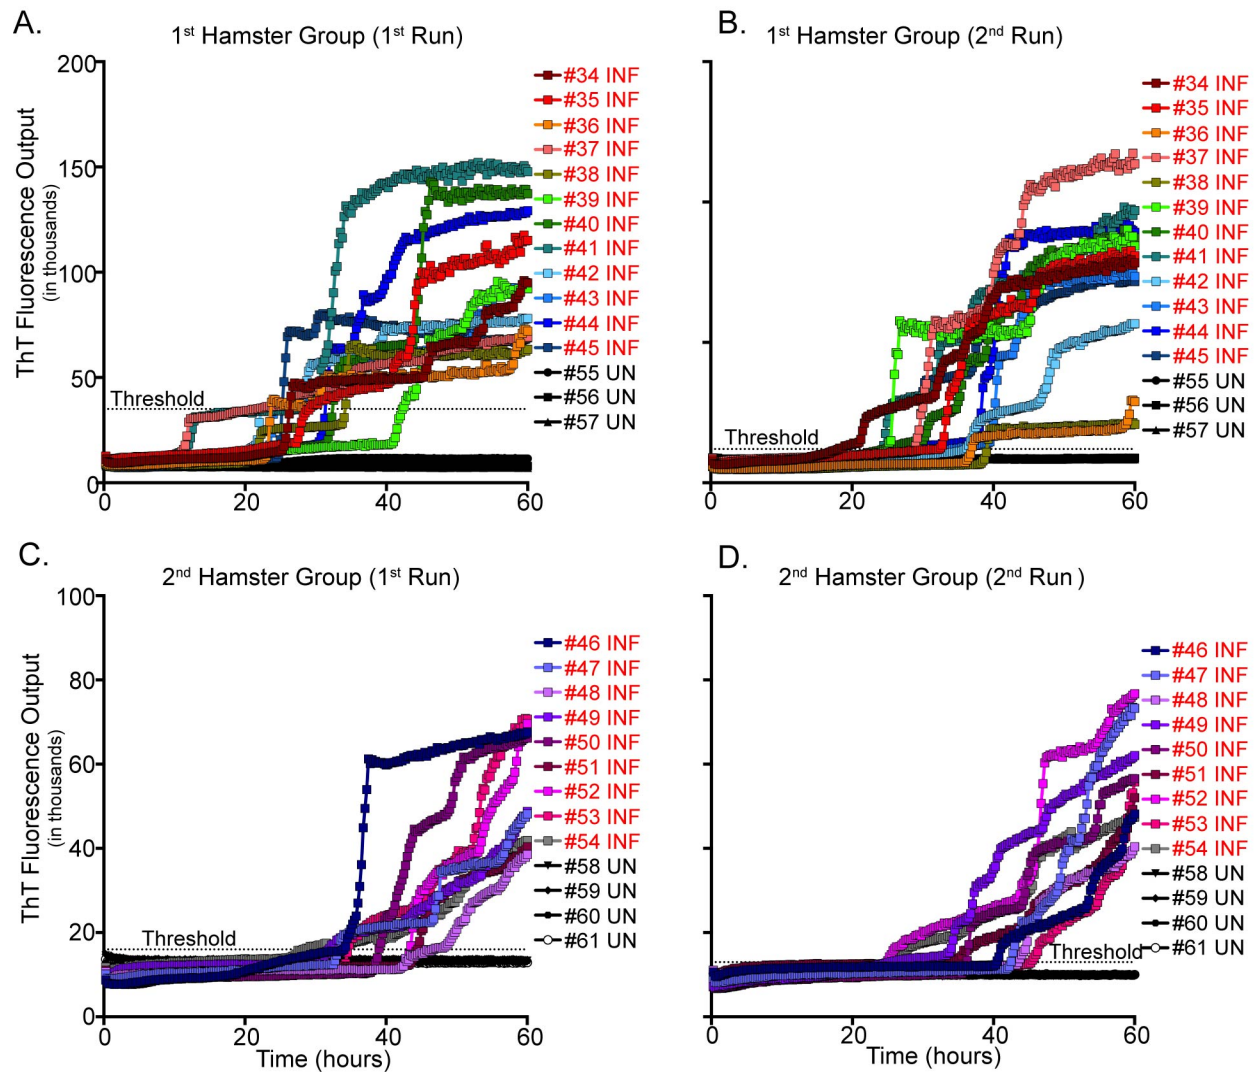 A.
1st Hamster Group (1st Run)
ThT Fluorescence Output
(in thousands)
200
150
100
50
0
Threshold
0
20
40
60
#34 INF
#35 INF
#36 INF
#37 INF
#38 INF
#39 INF
#40 INF
#41 INF
#42 INF
#43 INF
#44 INF
#45 INF
#55 UN
#56 UN
#57 UN
B.
1st Hamster Group (2nd Run)
Threshold
0
20
40
60
#34 INF
#35 INF
#36 INF
#37 INF
#38 INF
#39 INF
#40 INF
#41 INF
#42 INF
#43 INF
#44 INF
#45 INF
#55 UN
#56 UN
#57 UN
C.
2nd Hamster Group (1st Run)
ThT Fluorescence Output
(in thousands)
100
80
60
40
20
0
Threshold
0
20
40
60
Time (hours)
#46 INF
#47 INF
#48 INF
#49 INF
#50 INF
#51 INF
#52 INF
#53 INF
#54 INF
#58 UN
#59 UN
#60 UN
#61 UN
D.
2nd Hamster Group (2nd Run )
Threshold
0
20
40
60
Time (hours)
#46 INF
#47 INF
#48 INF
#49 INF
#50 INF
#51 INF
#52 INF
#53 INF
#54 INF
#58 UN
#59 UN
#60 UN
#61 UN